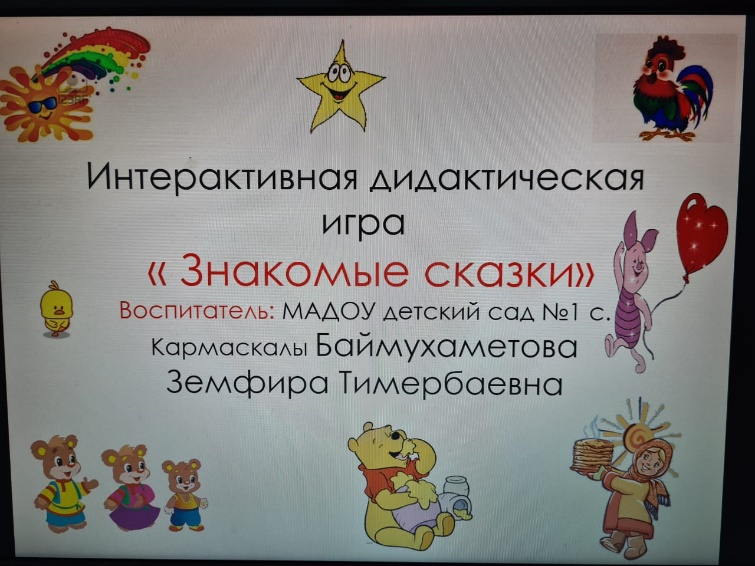 Интерактивная дидактическая
игра
« Знакомые сказки»
Воспитатель: МАДОУ детский сад №1 с.
Кармаскалы Баймухаметова
Земфира Тимербаевна